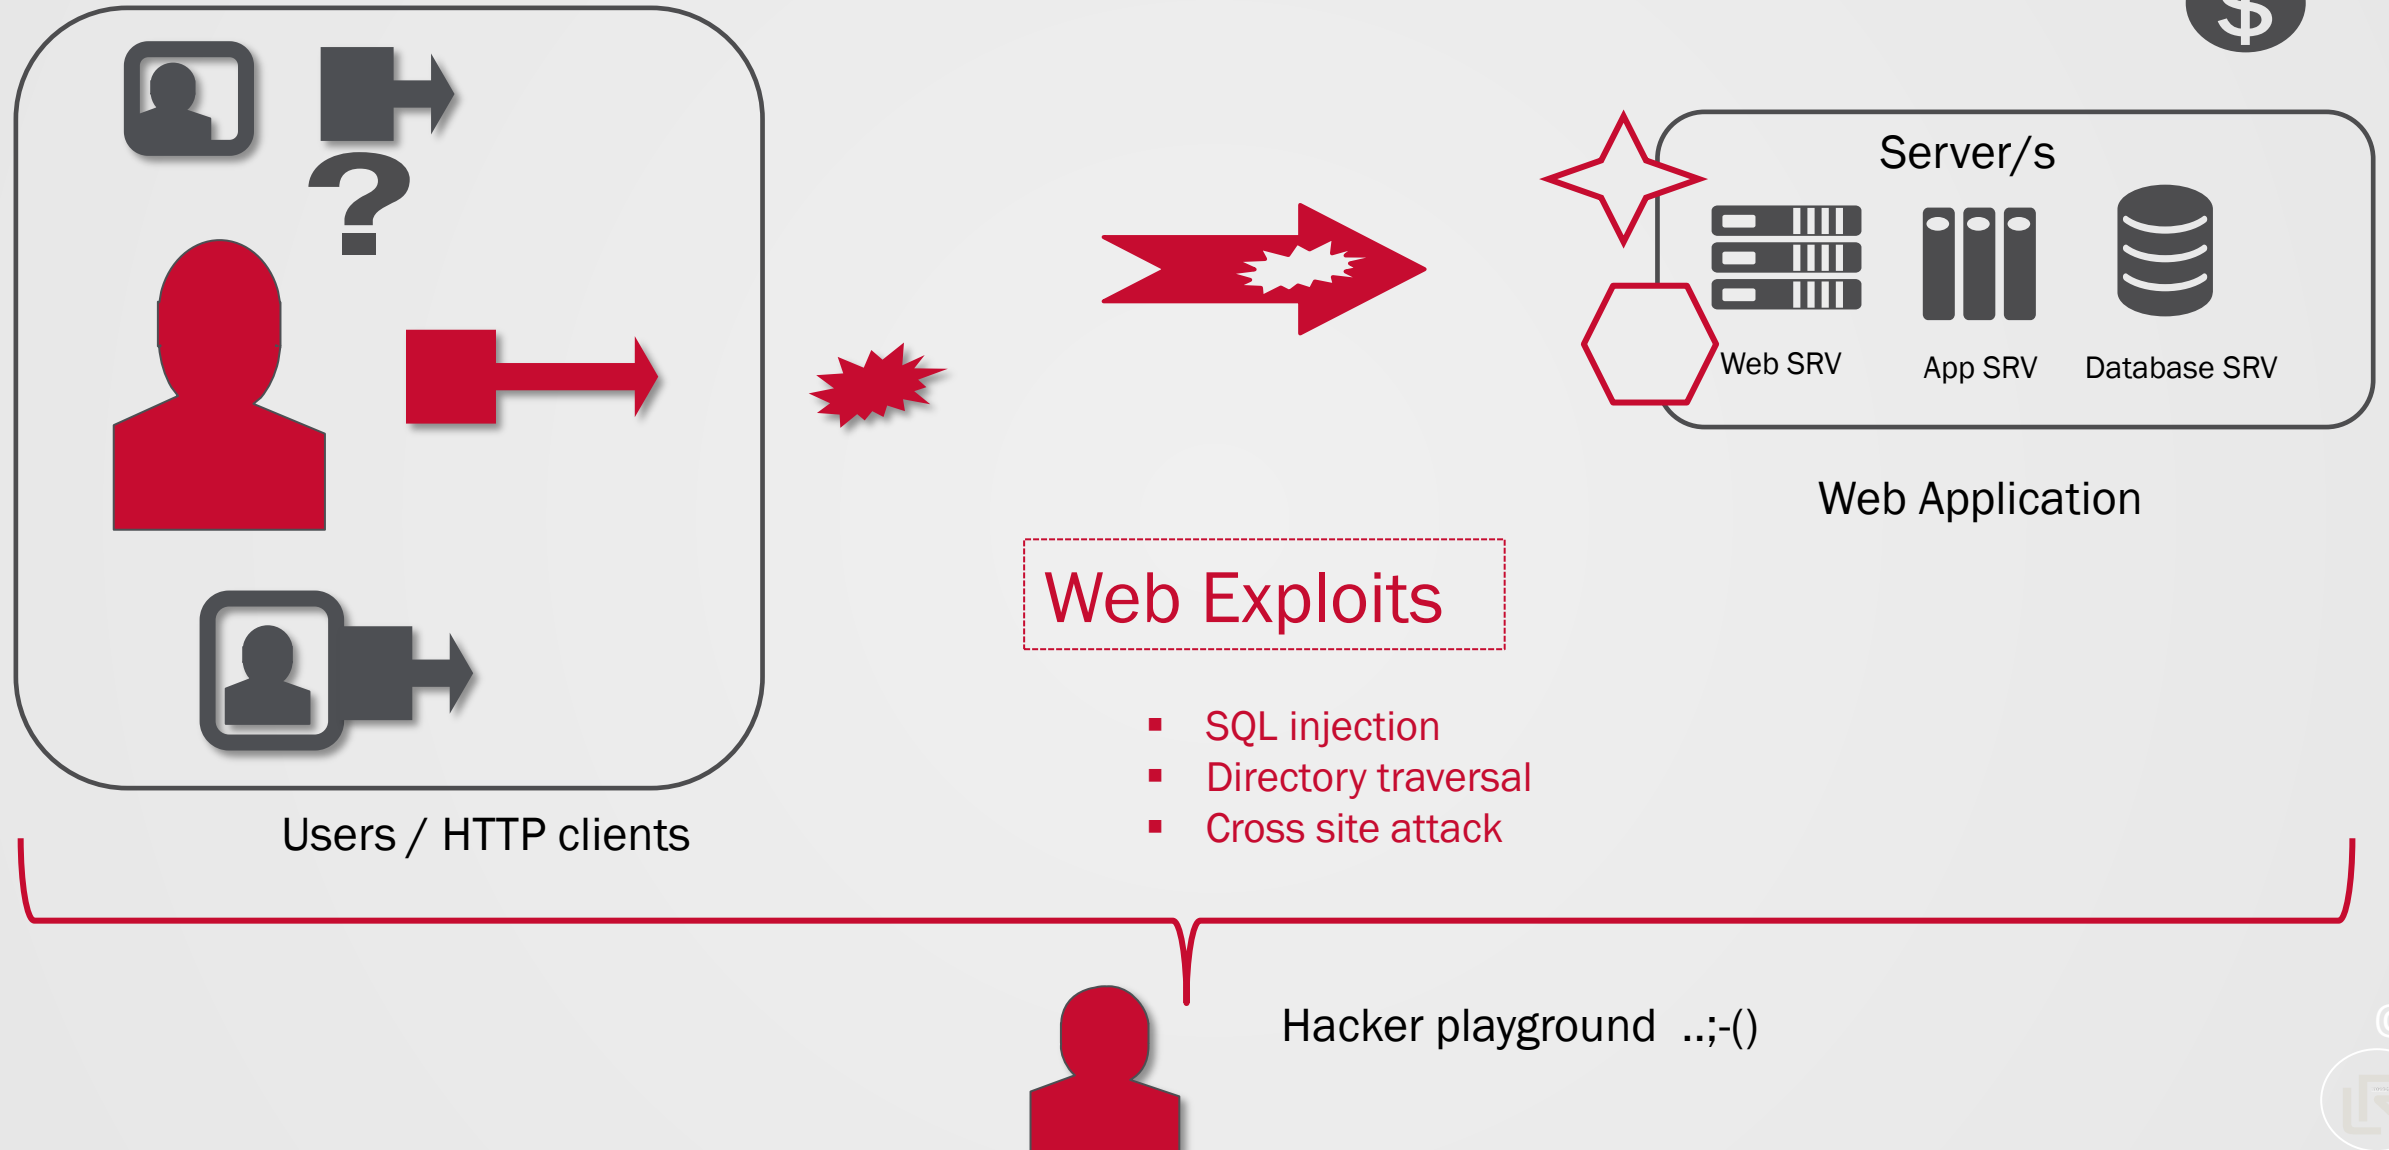 $
Server/s
?
Web SRV
App SRV
Database SRV
Web Application
Web Exploits
▪ SQL injection
▪ Directory traversal
▪ Cross site attack
Users / HTTP clients
Hacker playground ..;-()